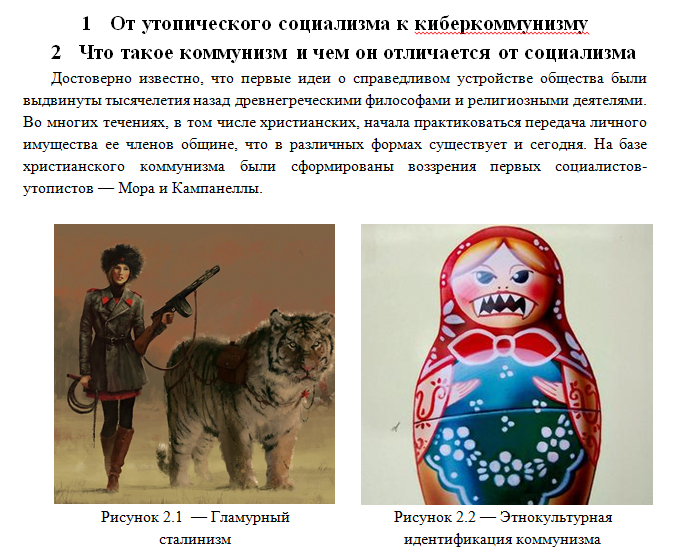 1 От утопического социализма к киберкоммунизму
2 Что такое коммунизм и чем он отличается от социализма
Достоверно известно, что первые идеи о справедливом устройстве общества были
выдвинуты тысячелетия назад древнегреческими философами и религиозными деятелями.
Во многих течениях, в том числе христианских, начала практиковаться передача личного
имущества ее членов общине, что в различных формах существует и сегодня. На базе
христианского коммунизма были сформированы воззрения первых социалистов-
утопистов — Мора и Кампанеллы.
Рисунок 2.1 — Гламурный
сталинизм
Рисунок 2.2 — Этнокультурная
идентификация коммунизма